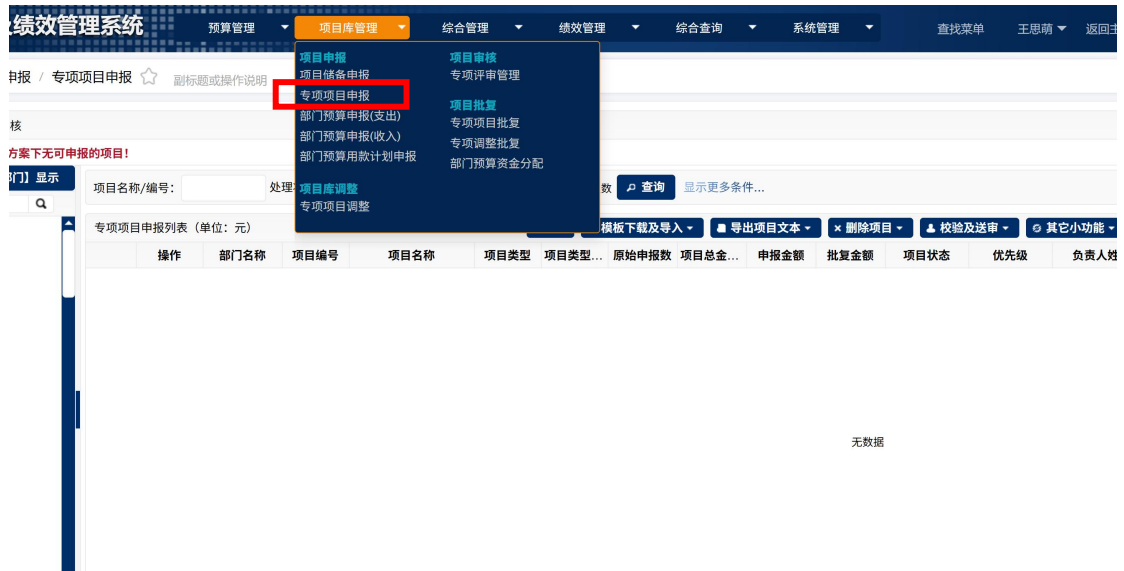 绩效管理系统 预算管理 项目库管理 综合管理 绩效管理 综合查询 系统管理 查找菜单 王思萌 返回主
项目申报 项目审核
申报 / 专项项目申报 副标题或操作说明 项目储备申报 专项评审管理
专项项目申报 项目批复
部门预算申报(支出) 专项项目批复
核 部门预算申报(收入) 专项调整批复
方案下无可申报的项目! 部门预算用款计划申报 部门预算资金分配
部门】显示 项目名称/编号: 处理 项目库调整 数 查询 显示更多条件...
专项项目调整
专项项目申报列表(单位:元) 模板下载及导入 导出项目文本 删除项目 校验及送审 其它小功能
操作 部门名称 项目编号 项目名称 项目类型 项目类型... 原始申报数 项目总金... 申报金额 批复金额 项目状态 优先级 负责人姓
无数据